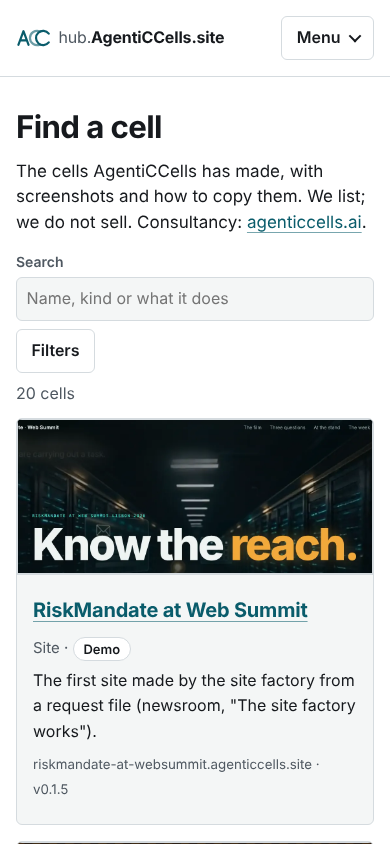 ACC hub.AgentiCCells.site
Menu
Find a cell
The cells AgentiCCells has made, with
screenshots and how to copy them. We list;
we do not sell. Consultancy: agenticcells.ai.
Search
Name, kind or what it does
Filters
20 cells
te · Web Summit
The film
Three questions
At the stand
The week
RISKMANDATE AT WEB SUMMIT LISBON 2026
Know the reach.
RiskMandate at Web Summit
Site · Demo
The first site made by the site factory from
a request file (newsroom, "The site factory
works").
riskmandate-at-websummit.agenticcells.site ·
v0.1.5